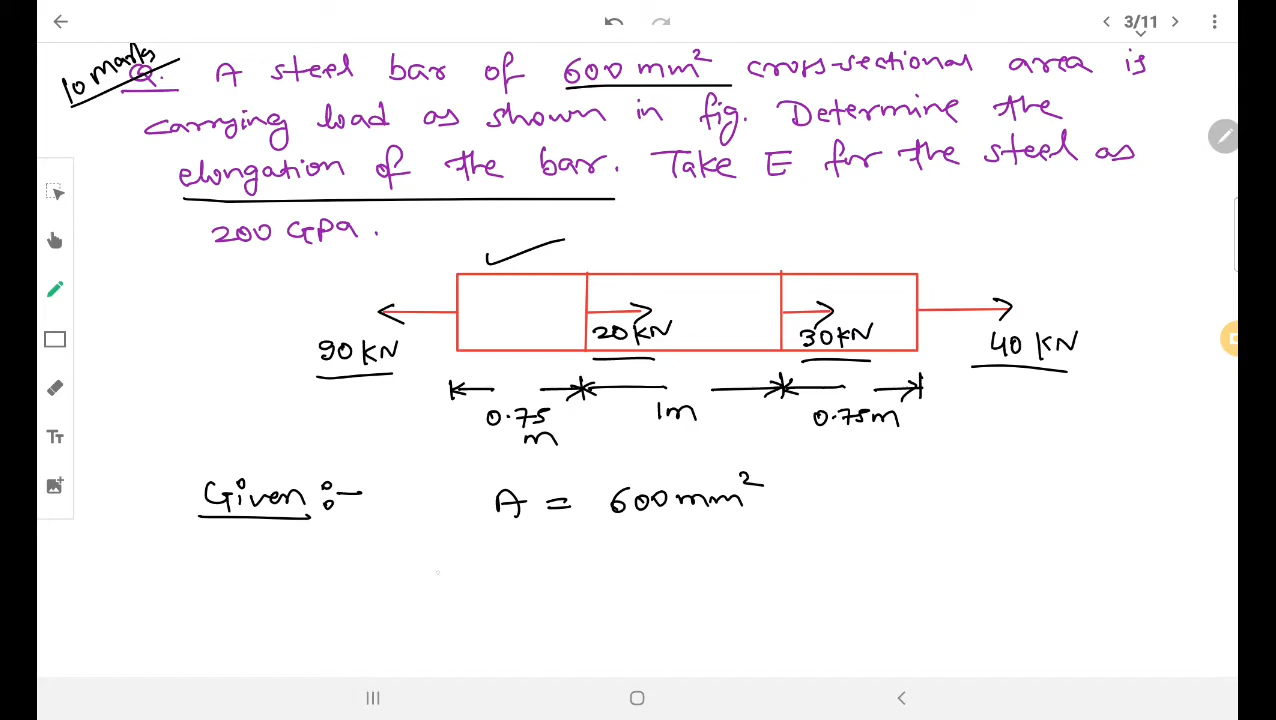 3/11
10 marks
Q. A steel bar of 600 mm² cross-sectional area is
carrying load as shown in fig. Determine the
elongation of the bar. Take E for the steel as
200 GPa.
90 KN
20 KN
30 KN
40 KN
0.75 m
1m
0.75m
Given :- A = 600 mm²
Tт